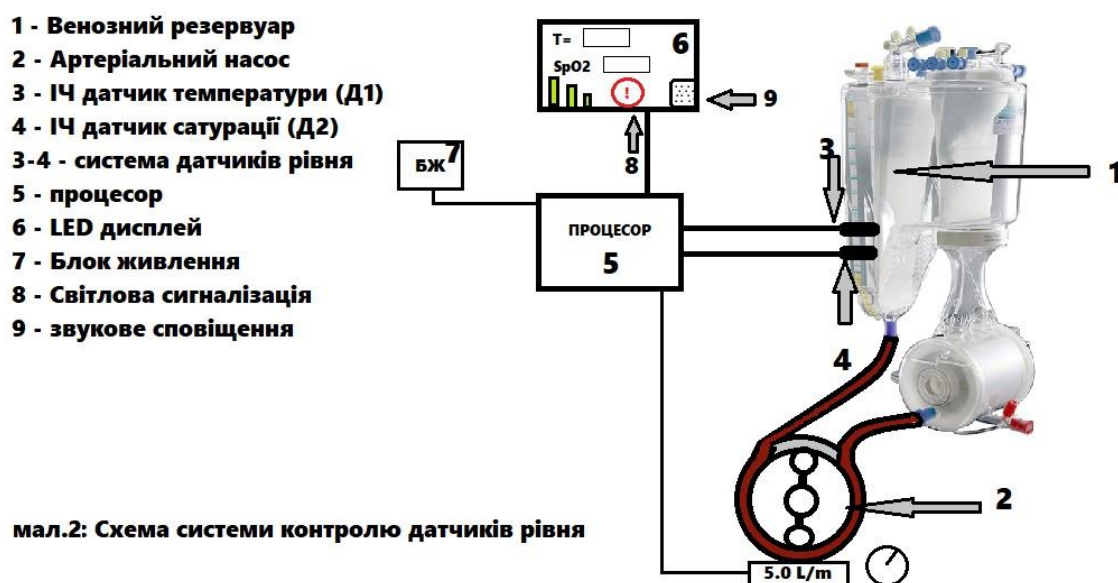 1 - Венозний резервуар
2 - Артеріальний насос
3 - ІЧ датчик температури (Д1)
4 - ІЧ датчик сатурації (Д2)
3-4 - система датчиків рівня
5 - процесор
6 - LED дисплей
7 - Блок живлення
8 - Світлова сигналізація
9 - звукове сповіщення
T=
6
SpO2
!
9
8
БЖ
7
ПРОЦЕСОР
5
3
1
4
2
5.0 L/m
мал.2: Схема системи контролю датчиків рівня